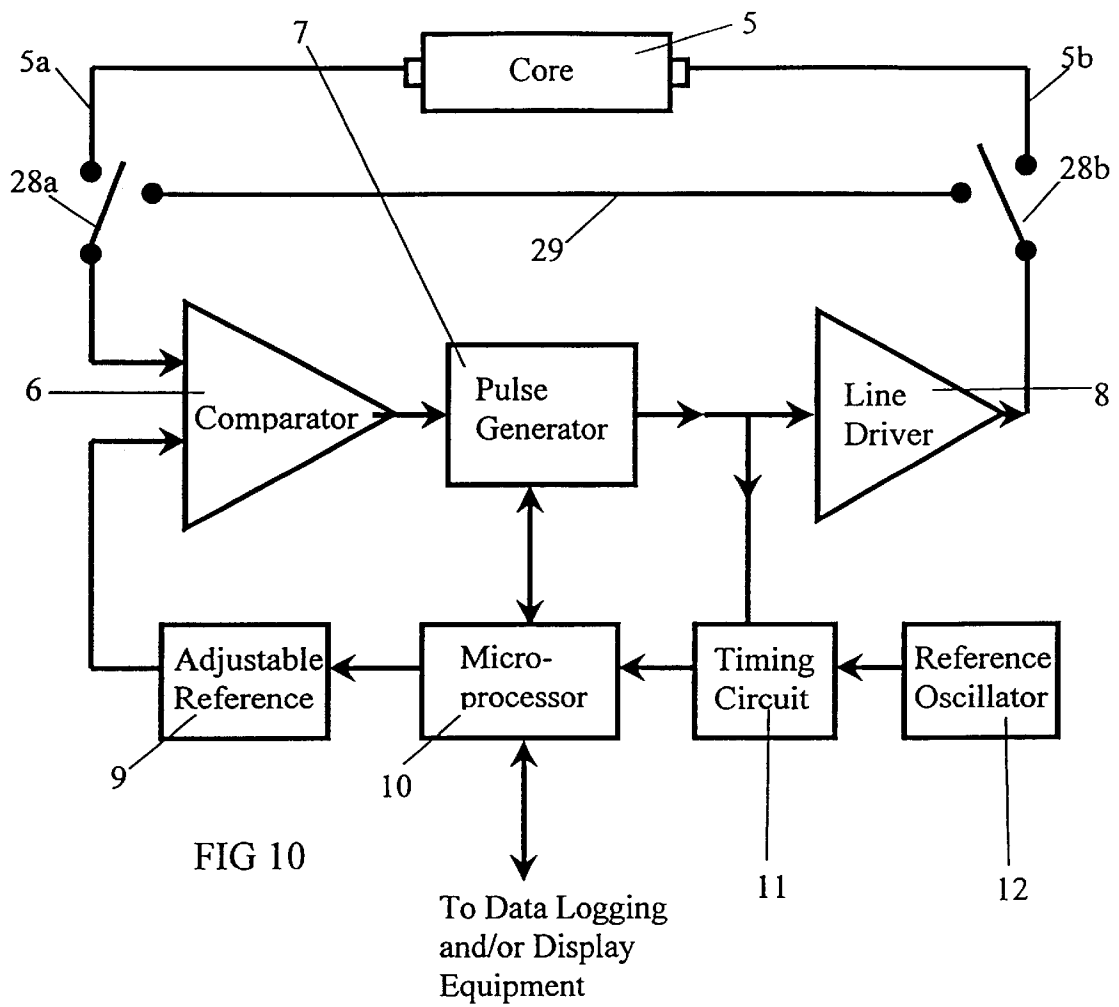 7
5
5a
Core
5b
28a
28b
29
6
Comparator
Pulse
Generator
Line
Driver
8
Adjustable
Reference
Micro-
processor
Timing
Circuit
Reference
Oscillator
9
10
11
12
FIG 10
To Data Logging
and/or Display
Equipment